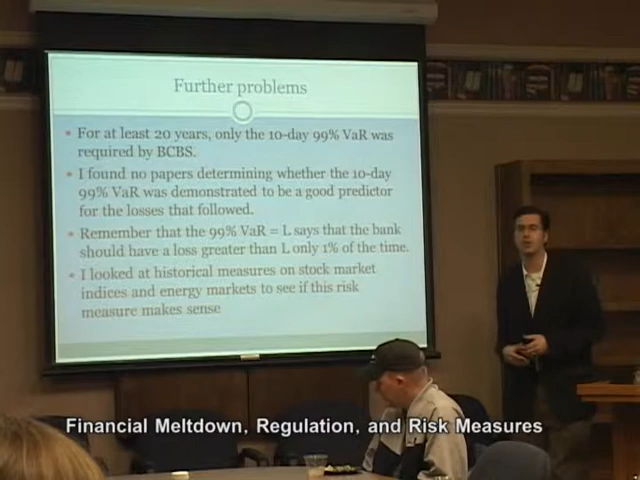 Further problems
For at least 20 years, only the 10-day 99% VaR was
required by BCBS.
I found no papers determining whether the 10-day
99% VaR was demonstrated to be a good predictor
for the losses that followed.
Remember that the 99% VaR = L says that the bank
should have a loss greater than L only 1% of the time.
I looked at historical measures on stock market
indices and energy markets to see if this risk
measure makes sense
Financial Meltdown, Regulation, and Risk Measures